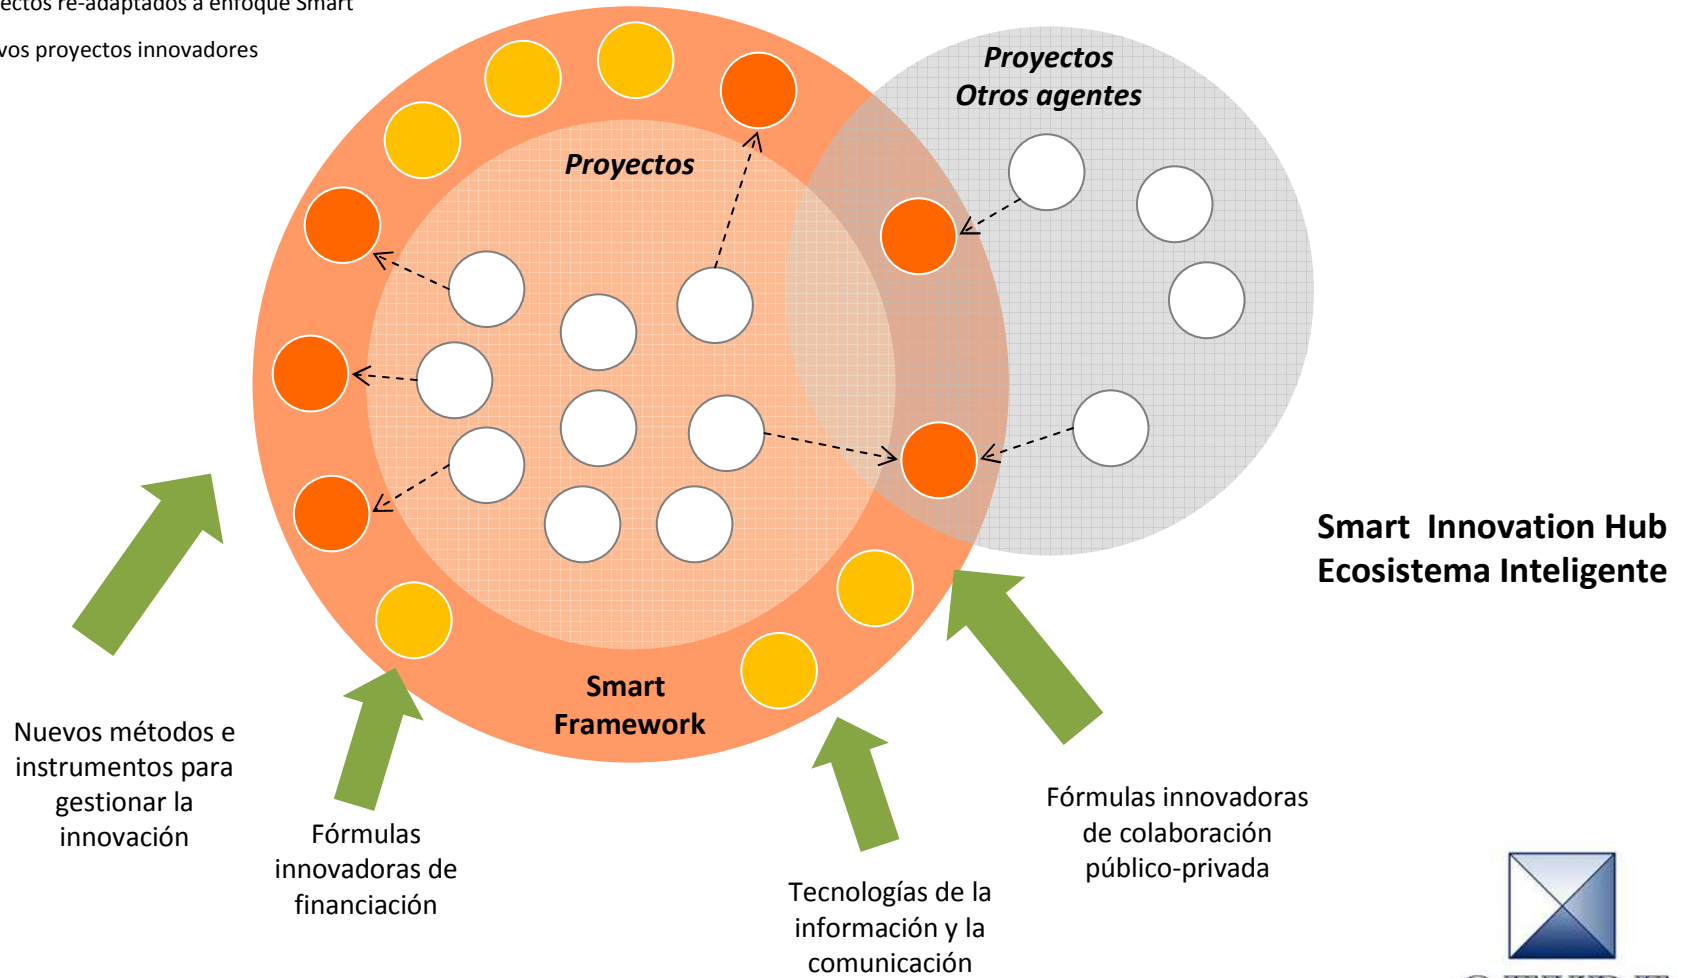 re-adaptados a enfoque Smart
proyectos innovadores
Proyectos
Otros agentes
Proyectos
Smart Innovation Hub
Ecosistema Inteligente
Smart
Framework
Nuevos métodos e
instrumentos para
gestionar la
innovación
Fórmulas
innovadoras de
financiación
Tecnologías de la
información y la
comunicación
Fórmulas innovadoras
de colaboración
público-privada